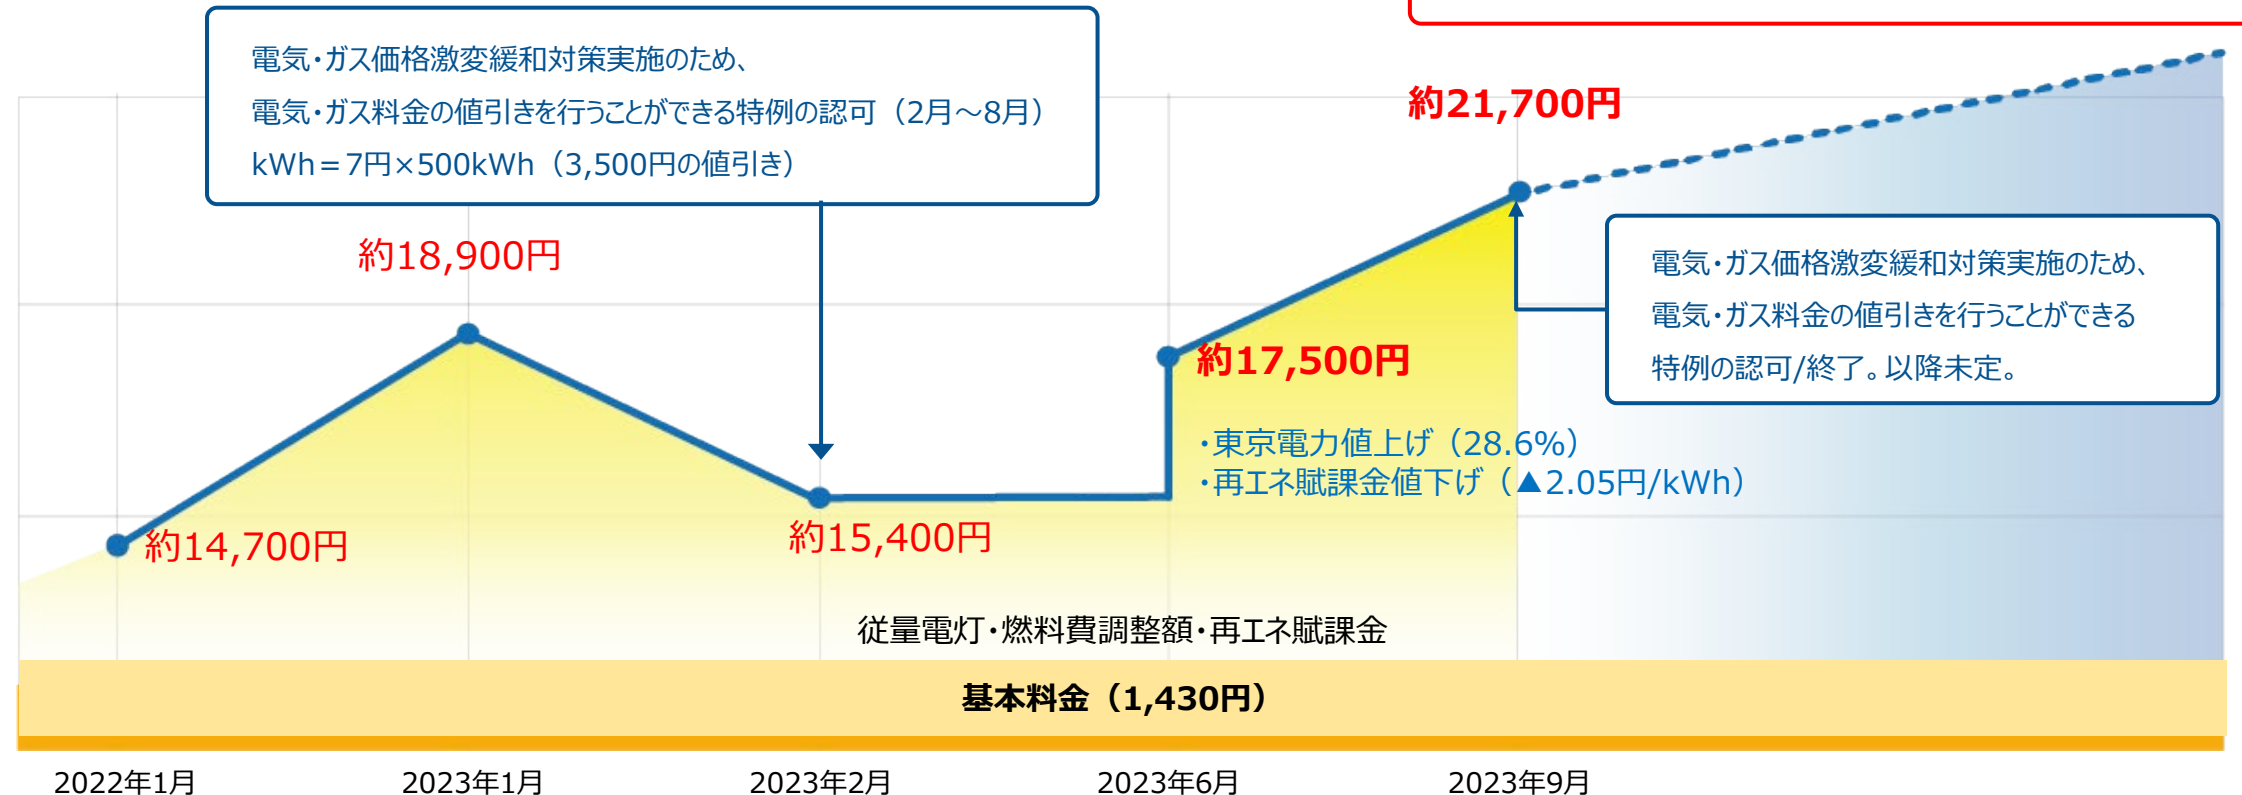 電気・ガス価格激変緩和対策実施のため、
電気・ガス料金の値引きを行うことができる特例の認可（2月～8月）
kWh＝7円×500kWh（3,500円の値引き）
約21,700円
約18,900円
電気・ガス価格激変緩和対策実施のため、
電気・ガス料金の値引きを行うことができる
特例の認可/終了。以降未定。
約17,500円
・東京電力値上げ（28.6%）
・再エネ賦課金値下げ（▲2.05円/kWh）
約14,700円
約15,400円
従量電灯・燃料費調整額・再エネ賦課金
基本料金（1,430円）
2022年1月
2023年1月
2023年2月
2023年6月
2023年9月